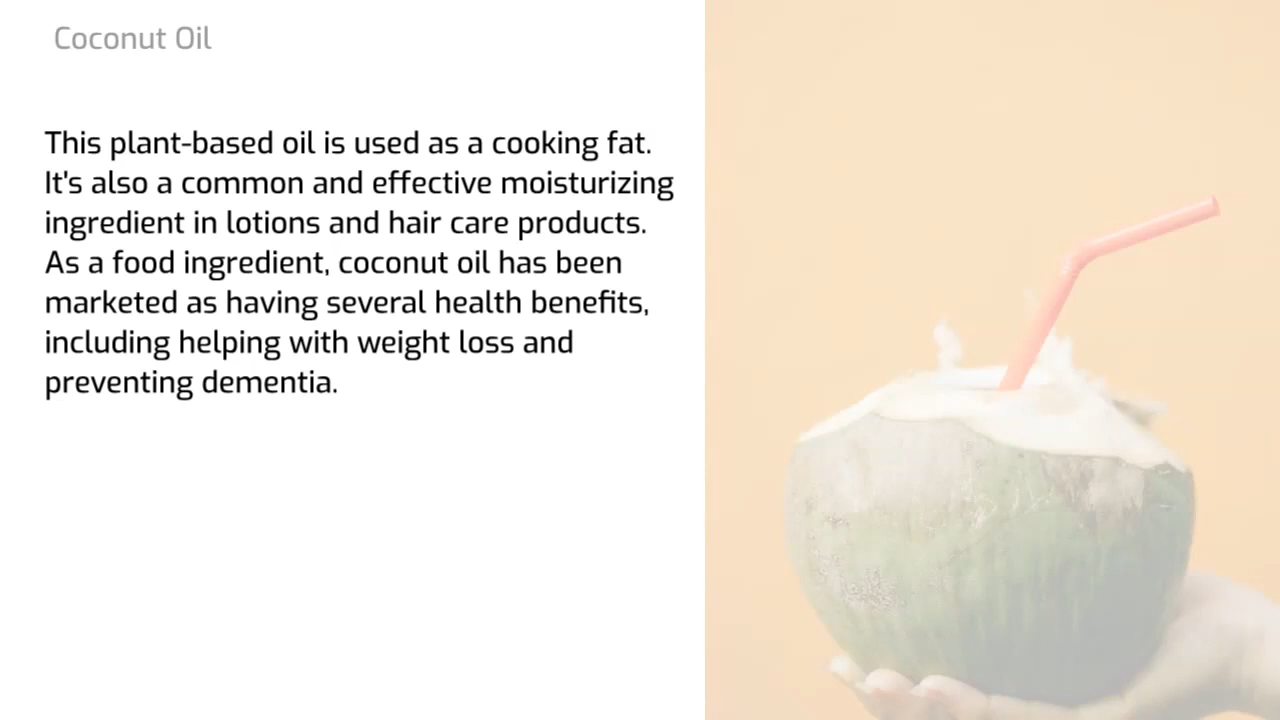 Coconut Oil
This plant-based oil is used as a cooking fat.
It's also a common and effective moisturizing
ingredient in lotions and hair care products.
As a food ingredient, coconut oil has been
marketed as having several health benefits,
including helping with weight loss and
preventing dementia.